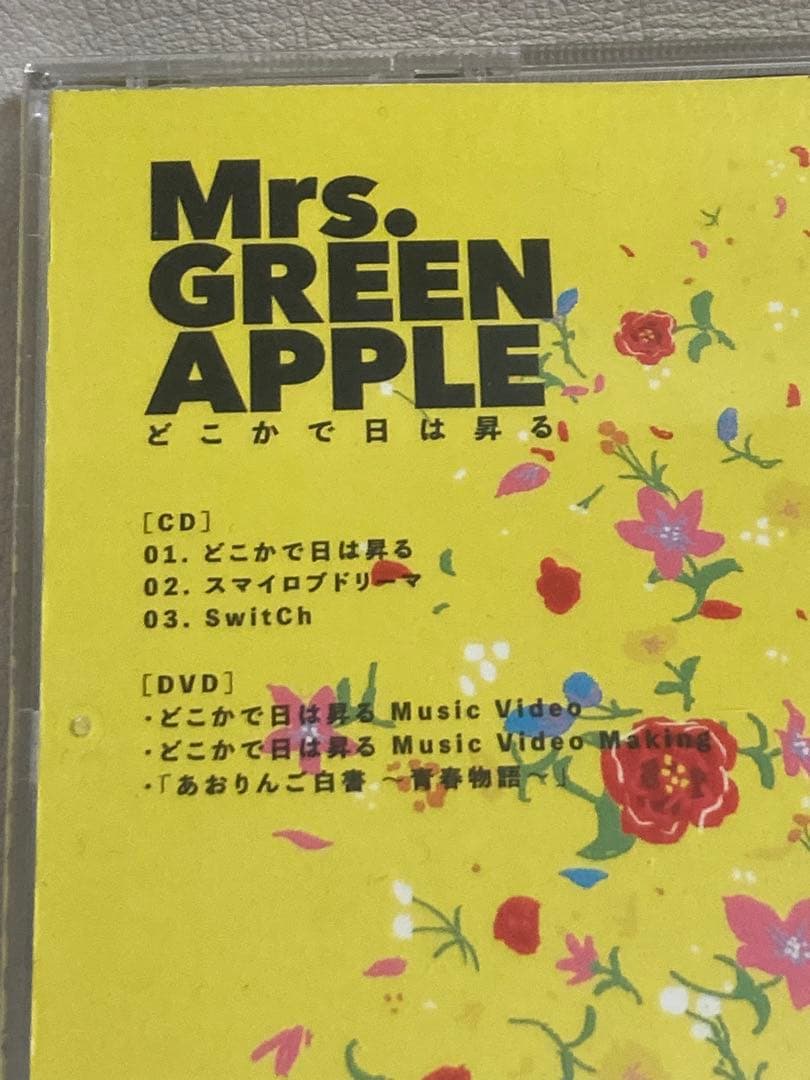 Mrs.
GREEN
APPLE
どこかで日は昇る
[CD]
01. どこかで日は昇る
02. スマイロブドリーマ
03. SwitCh
[DVD]
・どこかで日は昇る Music Video
・どこかで日は昇る Music Video Making
・「あおりんご白書 ～青春物語～」